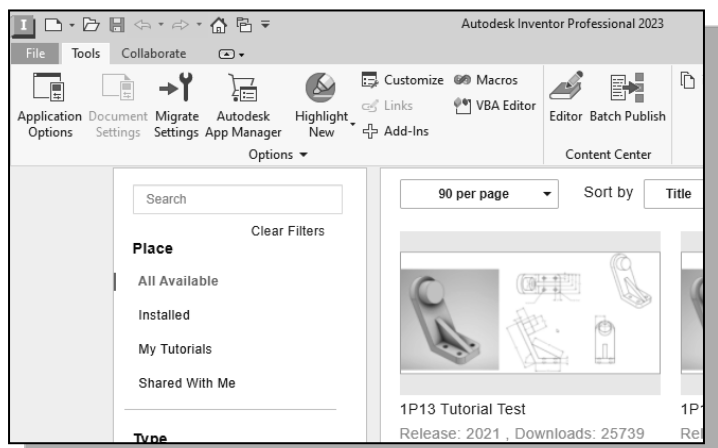 I
Autodesk Inventor Professional 2023
File Tools Collaborate
Application Options
Document Settings
Migrate Settings
Autodesk App Manager
Highlight New
Customize
Links
Add-Ins
Macros
VBA Editor
Options
Editor
Batch Publish
Content Center
Search
Clear Filters
Place
All Available
Installed
My Tutorials
Shared With Me
Type
90 per page
Sort by
Title
1P13 Tutorial Test
Release: 2021 , Downloads: 25739
1P
Rel